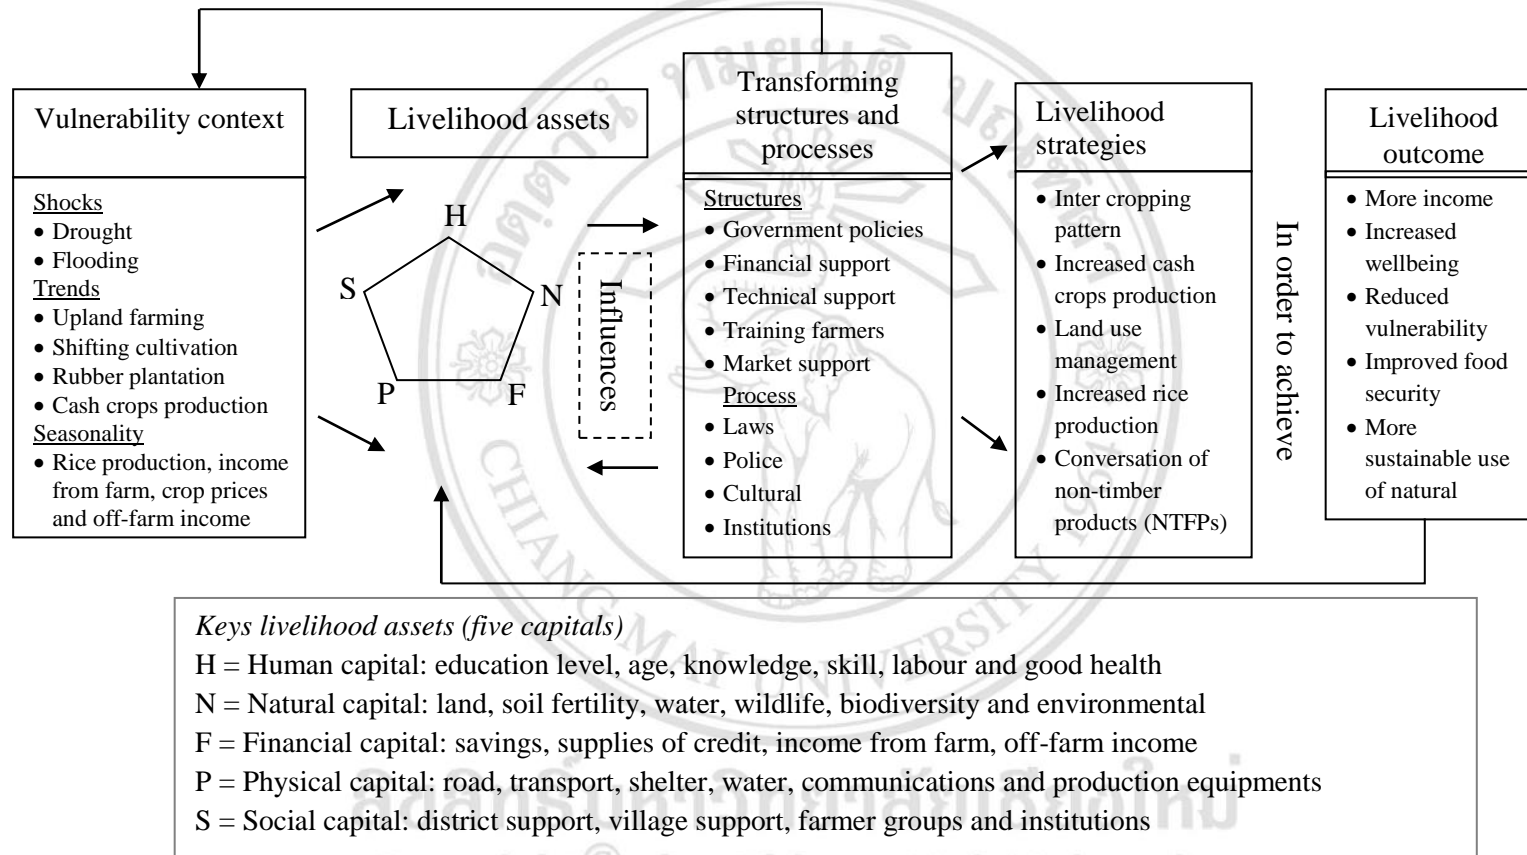 Vulnerability context
Shocks
• Drought
• Flooding
Trends
• Upland farming
• Shifting cultivation
• Rubber plantation
• Cash crops production
Seasonality
• Rice production, income
from farm, crop prices
and off-farm income
Livelihood assets
H
S
N
P
F
Influences
Transforming
structures and
processes
Structures
• Government policies
• Financial support
• Technical support
• Training farmers
• Market support
Process
• Laws
• Police
• Cultural
• Institutions
Livelihood
strategies
• Inter cropping
pattern
• Increased cash
crops production
• Land use
management
• Increased rice
production
• Conversation of
non-timber
products (NTFPs)
In order to achieve
Livelihood
outcome
• More income
• Increased
wellbeing
• Reduced
vulnerability
• Improved food
security
• More
sustainable use
of natural
Keys livelihood assets (five capitals)
H = Human capital: education level, age, knowledge, skill, labour and good health
N = Natural capital: land, soil fertility, water, wildlife, biodiversity and environmental
F = Financial capital: savings, supplies of credit, income from farm, off-farm income
P = Physical capital: road, transport, shelter, water, communications and production equipments
S = Social capital: district support, village support, farmer groups and institutions
CHIANG MAI UNIVERSITY 1964